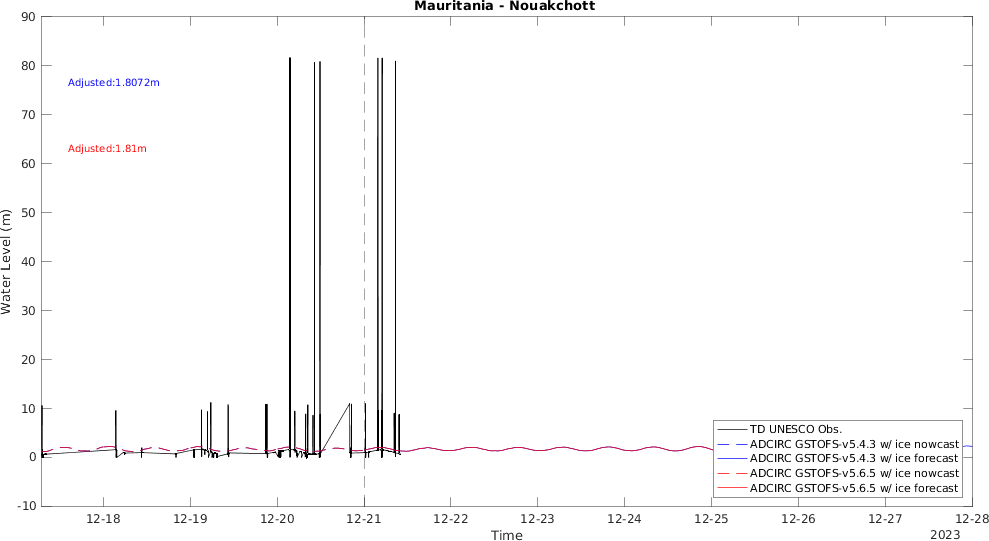 Mauritania - Nouakchott
90
80
70
60
50
40
30
20
10
0
-10
Water Level (m)
Adjusted:1.8072m
Adjusted:1.81m
TD UNESCO Obs.
ADCIRC GSTOFS-v5.4.3 w/ ice nowcast
ADCIRC GSTOFS-v5.4.3 w/ ice forecast
ADCIRC GSTOFS-v5.6.5 w/ ice nowcast
ADCIRC GSTOFS-v5.6.5 w/ ice forecast
12-18 12-19 12-20 12-21 12-22 12-23 12-24 12-25 12-26 12-27 12-28
Time
2023